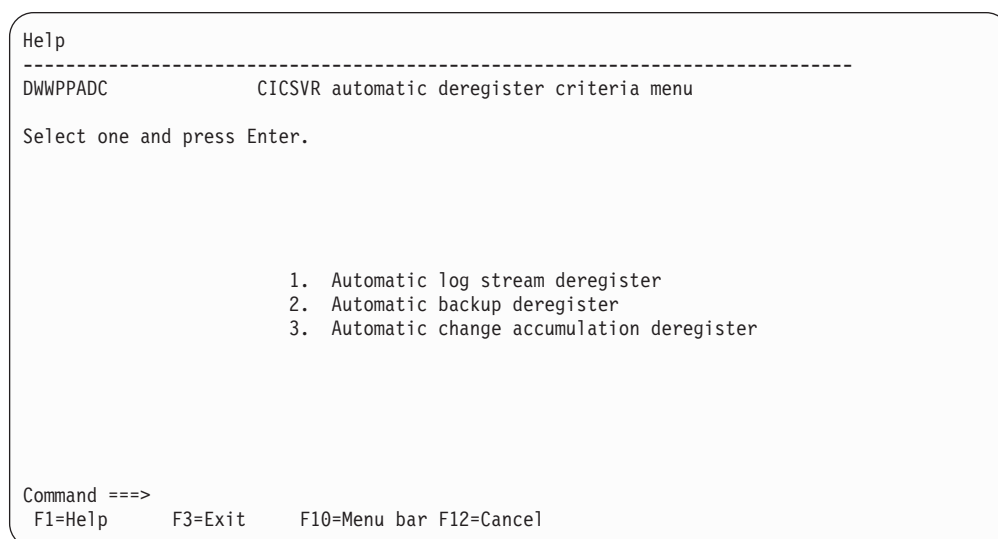 Help
------------------------------------------------------------------------------
DWWPPADC CICSVR automatic deregister criteria menu
Select one and press Enter.
1. Automatic log stream deregister
2. Automatic backup deregister
3. Automatic change accumulation deregister
Command ===>
F1=Help F3=Exit F10=Menu bar F12=Cancel